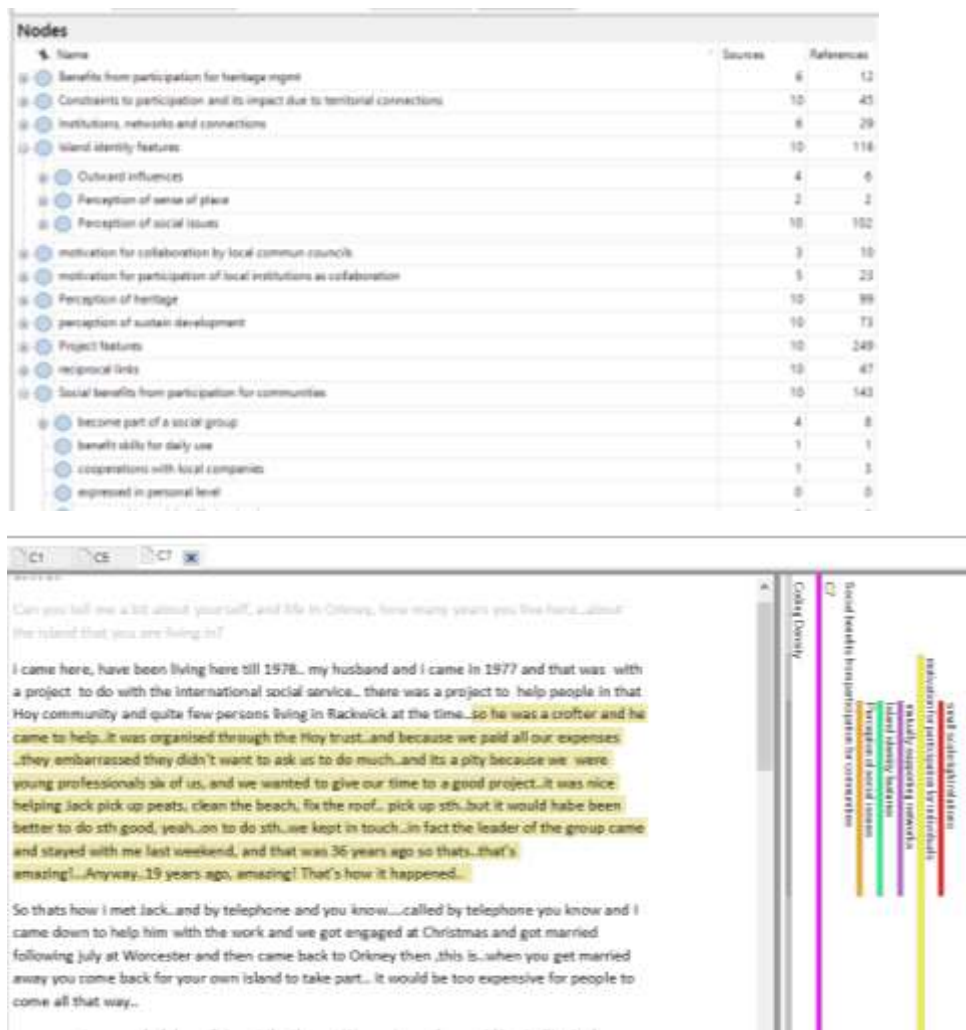 Nodes
Name Sources References
Benefits from participation for heritage mgmt 6 12
Constraints to participation and its impact due to territorial connections 10 45
Institutions, networks and connections 8 29
Island identity features 10 118
Outward influences 4 6
Perception of sense of place 2 2
Perception of social issues 10 102
motivation for collaboration by local commun councils 3 10
motivation for participation of local institutions as collaboration 5 23
Perception of heritage 10 99
perception of sustain development 10 73
Project features 10 249
reciprocal links 10 47
Social benefits from participation for communities 10 143
become part of a social group 4 8
benefit skills for daily use 1 1
cooperations with local companies 1 3
expressed in personal level 0 0
C1 C5 C7
Can you tell me a bit about yourself, and life in Orkney, how many years you live here..about
the island that you are living in?
I came here, have been living here till 1978.. my husband and I came in 1977 and that was with
a project to do with the international social service.. there was a project to help people in that
Hoy community and quite few persons living in Rackwick at the time..so he was a crofter and he
came to help..it was organised through the Hoy trust..and because we paid all our expenses
..they embarrassed they didn't want to ask us to do much..and its a pity because we were
young professionals six of us, and we wanted to give our time to a good project..it was nice
helping Jack pick up peats, clean the beach, fix the roof.. pick up sth..but it would habe been
better to do sth good, yeah..on to do sth..we kept in touch..in fact the leader of the group came
and stayed with me last weekend, and that was 36 years ago so thats..that's
amazing!...Anyway..19 years ago, amazing! That's how it happened..
So thats how i met Jack..and by telephone and you know....called by telephone you know and I
came down to help him with the work and we got engaged at Christmas and got married
following july at Worcester and then came back to Orkney then ,this is..when you get married
away you come back for your own island to take part.. it would be too expensive for people to
come all that way..
Coding Density
C7
Social benefits from participation for communities
Perception of social issues
Island identity features
mutually supporting networks
motivation for participation by individuals